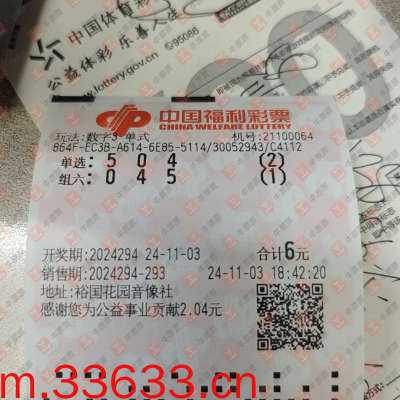 中国体育彩
公益体彩 乐善人生
www.lottery.gov.cn
95086
中国福利彩票
CHINA WELFARE LOTTERY
玩法:数字3-单式 机号:21100064
864F-EC3B-A614-6E85-5114/30052943/C4112
单选: 5 0 4 (2)
组六: 0 4 5 (1)
开奖期:2024294 24-11-03 合计6元
销售期:2024294-293 24-11-03 18:42:20
地址:裕国花园音像社
感谢您为公益事业贡献2.04元
m.33633.cn